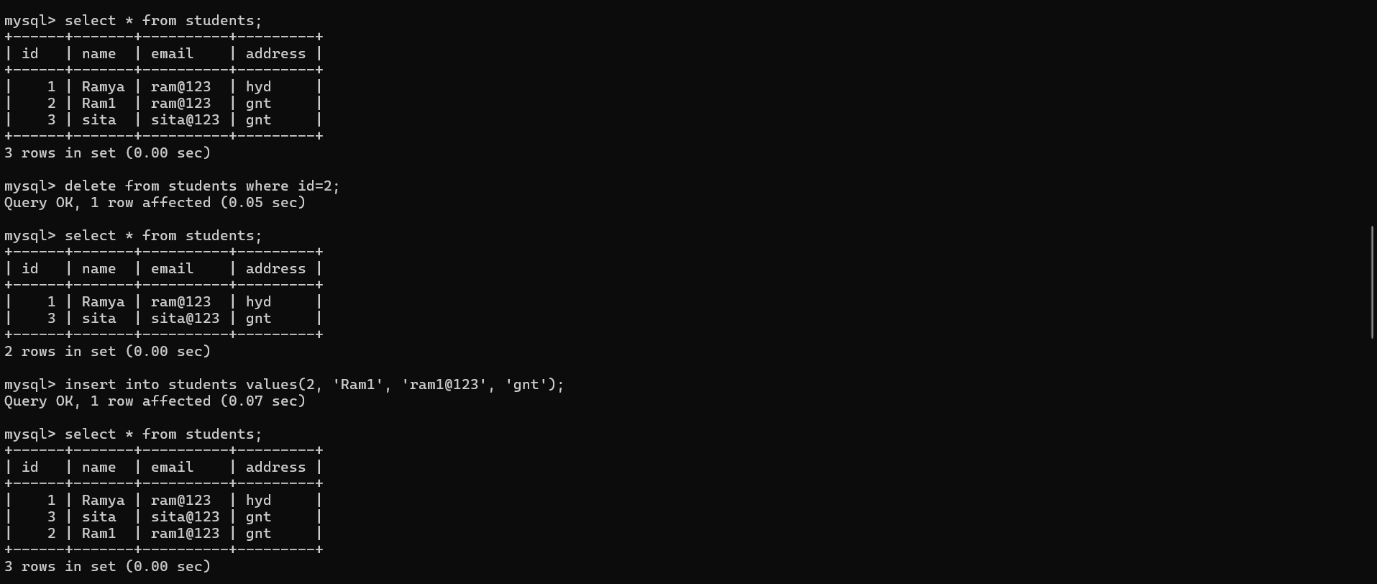 mysql> select * from students;
+------+-------+----------+---------+
| id   | name  | email    | address |
+------+-------+----------+---------+
|    1 | Ramya | ram@123  | hyd     |
|    2 | Ram1  | ram@123  | gnt     |
|    3 | sita  | sita@123 | gnt     |
+------+-------+----------+---------+
3 rows in set (0.00 sec)

mysql> delete from students where id=2;
Query OK, 1 row affected (0.05 sec)

mysql> select * from students;
+------+-------+----------+---------+
| id   | name  | email    | address |
+------+-------+----------+---------+
|    1 | Ramya | ram@123  | hyd     |
|    3 | sita  | sita@123 | gnt     |
+------+-------+----------+---------+
2 rows in set (0.00 sec)

mysql> insert into students values(2, 'Ram1', 'ram1@123', 'gnt');
Query OK, 1 row affected (0.07 sec)

mysql> select * from students;
+------+-------+----------+---------+
| id   | name  | email    | address |
+------+-------+----------+---------+
|    1 | Ramya | ram@123  | hyd     |
|    3 | sita  | sita@123 | gnt     |
|    2 | Ram1  | ram1@123 | gnt     |
+------+-------+----------+---------+
3 rows in set (0.00 sec)